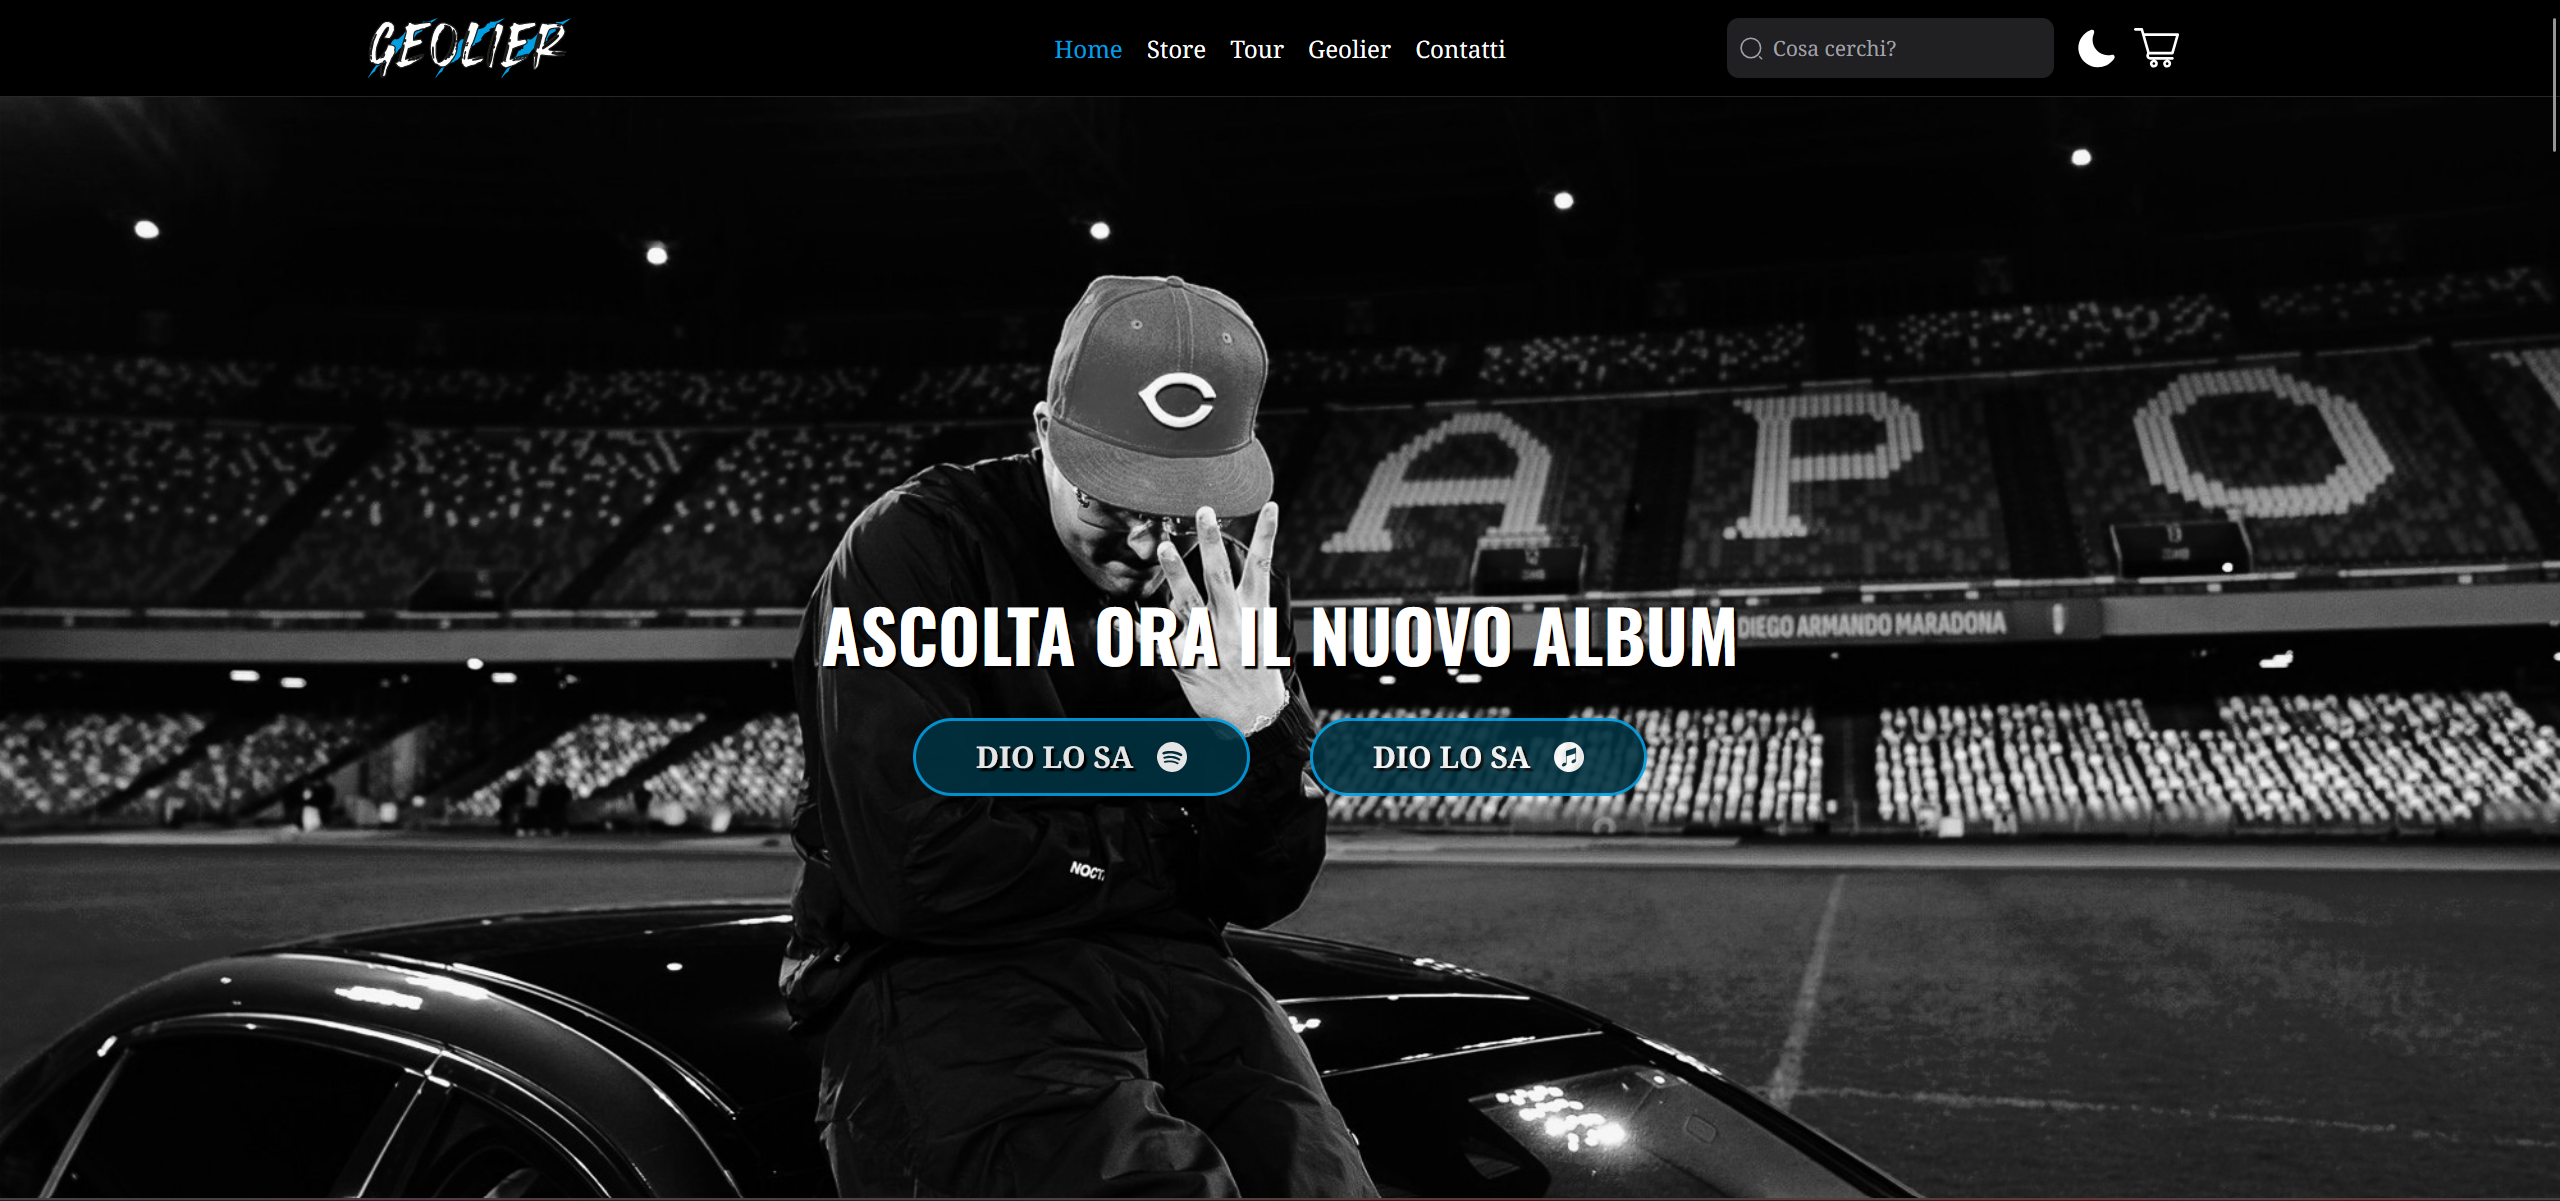 GEOLIER
Home Store Tour Geolier Contatti
Cosa cerchi?
C
APO
DIEGO ARMANDO MARADONA
ASCOLTA ORA IL NUOVO ALBUM
DIO LO SA
DIO LO SA